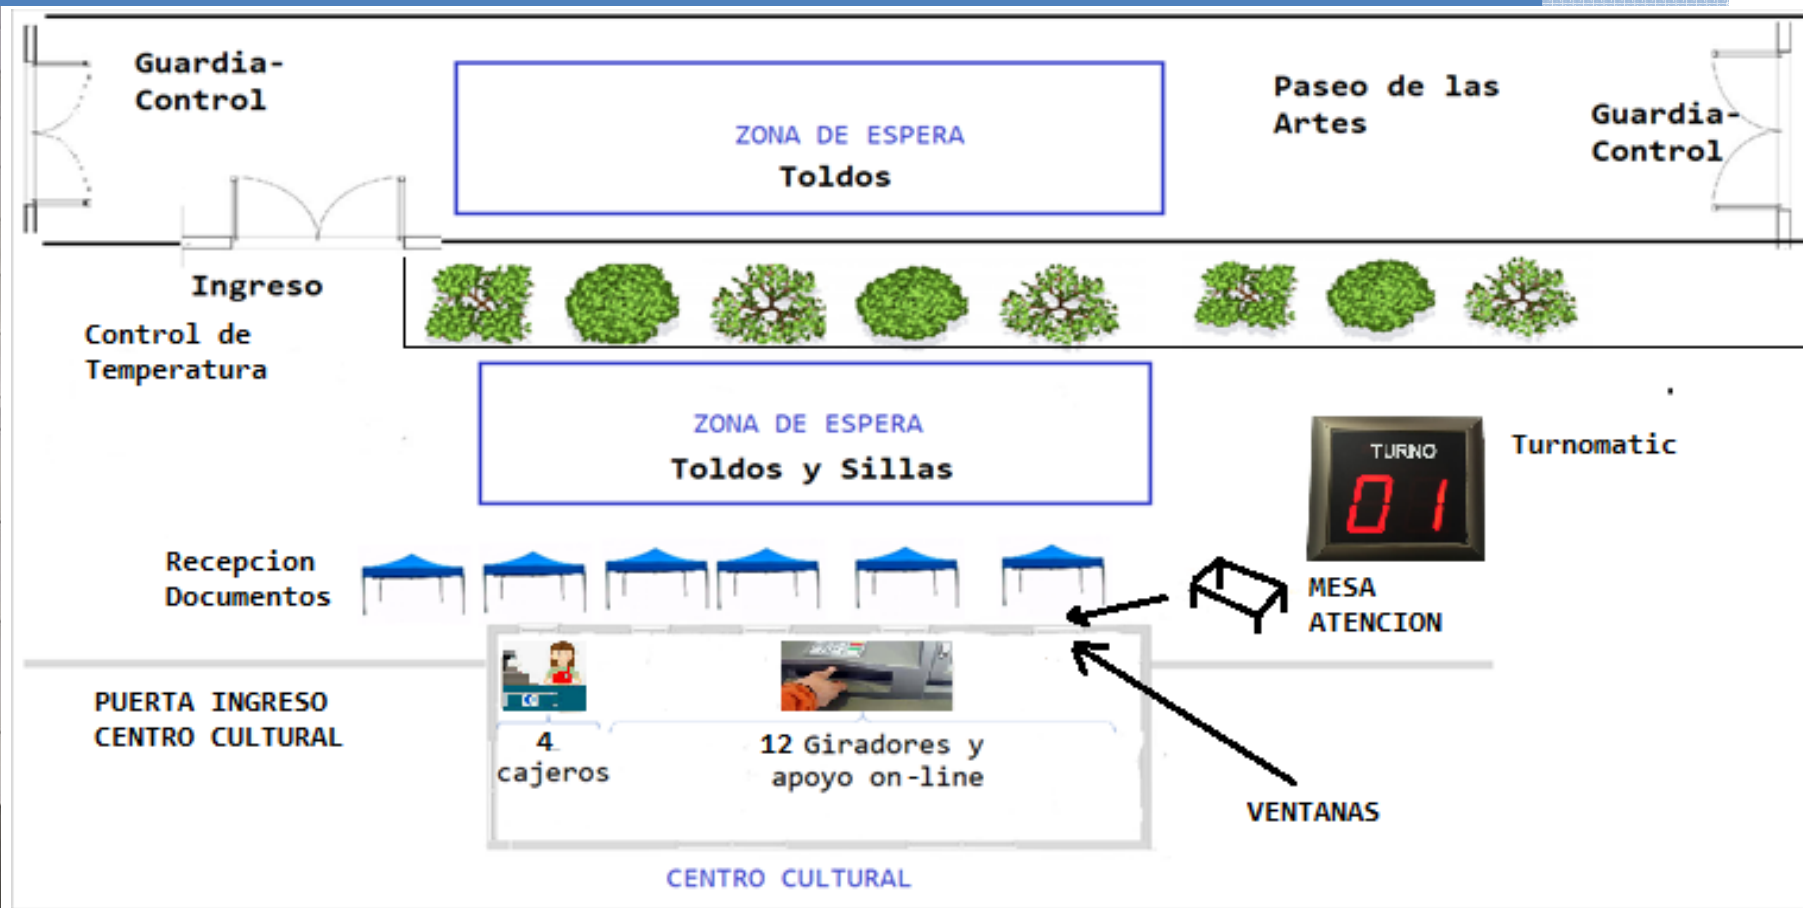 Guardia-
Control
ZONA DE ESPERA
Toldos
Paseo de las
Artes
Guardia-
Control
Ingreso
Control de
Temperatura
ZONA DE ESPERA
Toldos y Sillas
TURNO
01
Turnomatic
Recepcion
Documentos
MESA
ATENCION
PUERTA INGRESO
CENTRO CULTURAL
4
cajeros
12 Giradores y
apoyo on-line
VENTANAS
CENTRO CULTURAL